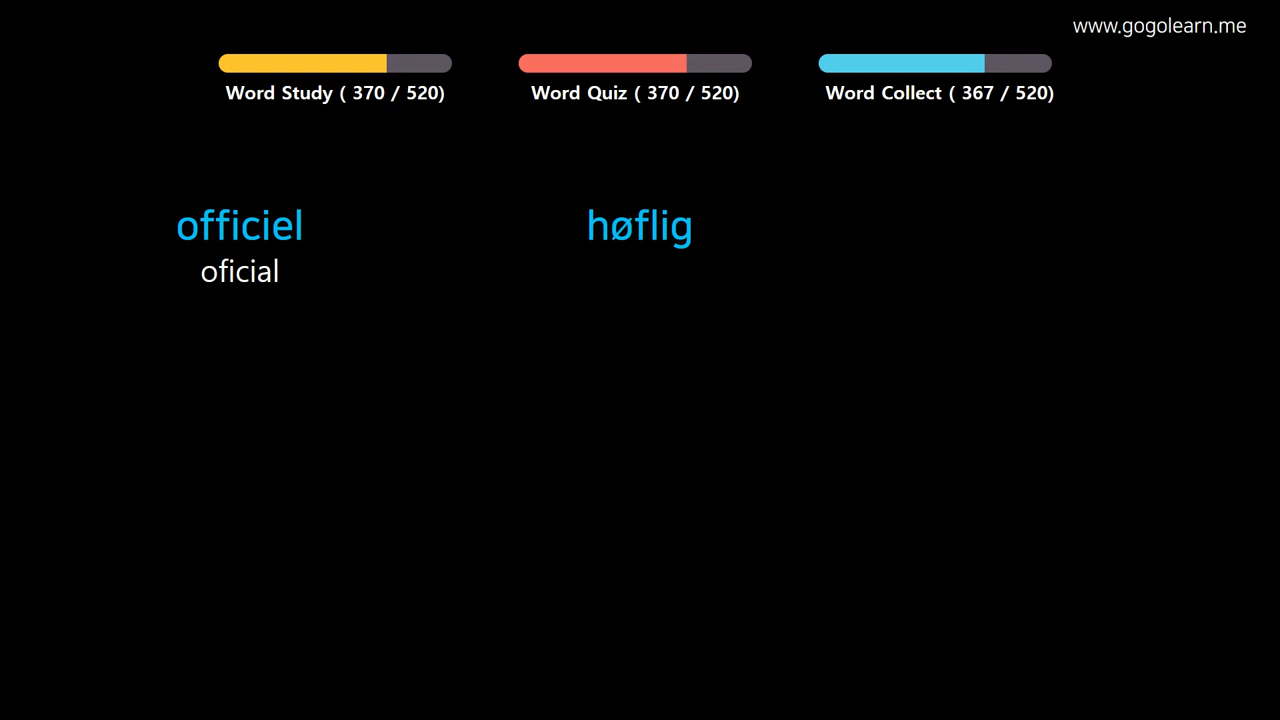 www.gogolearn.me
Word Study ( 370 / 520)
Word Quiz ( 370 / 520)
Word Collect ( 367 / 520)
officiel
oficial
høflig